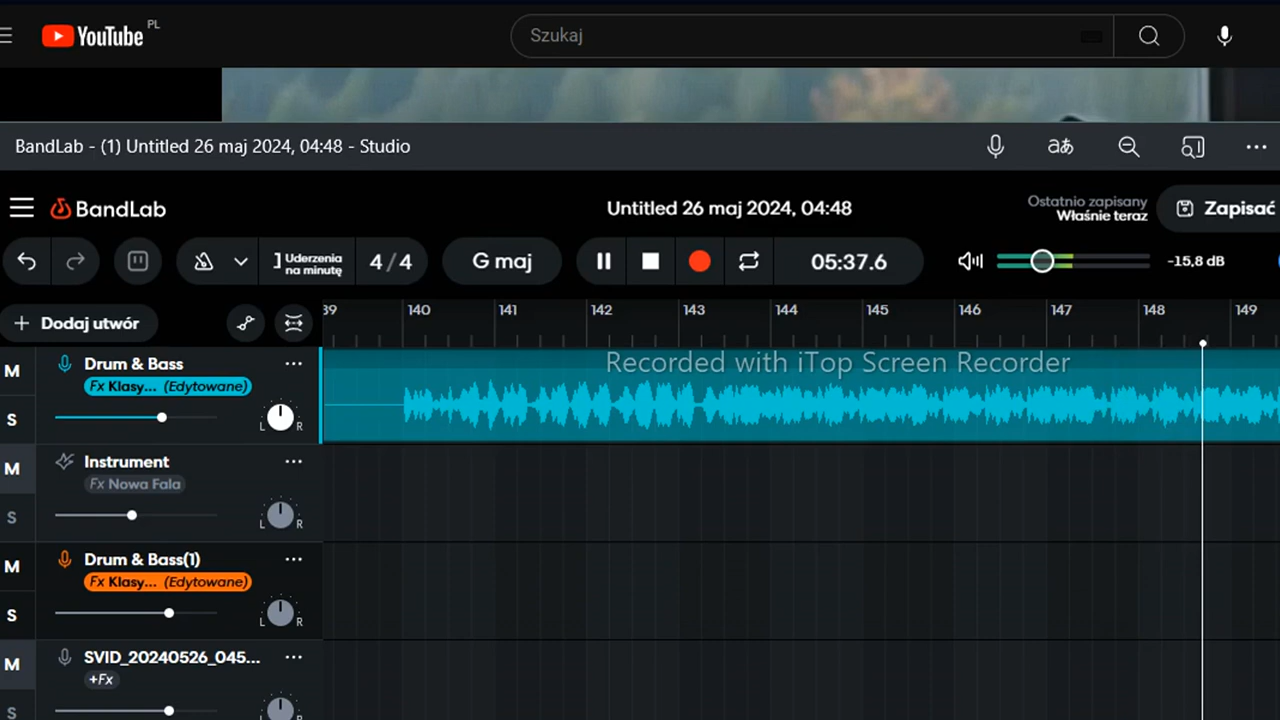 YouTube PL
Szukaj
BandLab - (1) Untitled 26 maj 2024, 04:48 - Studio
aあ
BandLab
Untitled 26 maj 2024, 04:48
Ostatnio zapisany
Właśnie teraz
Zapisać
Uderzenia
na minutę
4/4
G maj
05:37.6
-15,8 dB
+ Dodaj utwór
39 140 141 142 143 144 145 146 147 148 149
Recorded with iTop Screen Recorder
M
Drum & Bass
Fx Klasy... (Edytowane)
S
L R
M
Instrument
Fx Nowa Fala
S
L R
M
Drum & Bass(1)
Fx Klasy... (Edytowane)
S
L R
M
SVID_20240526_045...
+Fx
S
L R